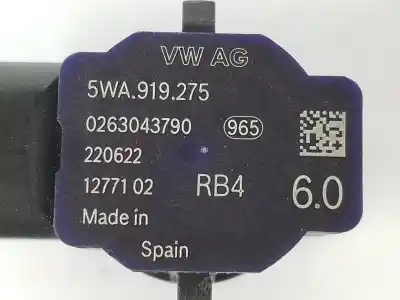 VW AG
5WA.919.275
0263043790 965
220622
12771 02 RB4 6.0
Made in
Spain